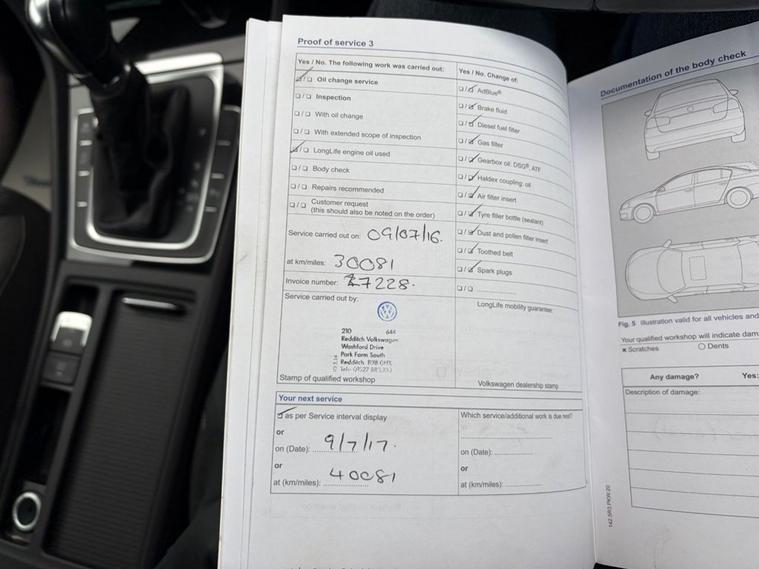 Proof of service 3
Yes / No. The following work was carried out:
Oil change service
Inspection
With oil change
With extended scope of inspection
LongLife engine oil used
Body check
Repairs recommended
Customer request
(this should also be noted on the order)
Service carried out on: 09/07/16.
at km/miles: 30081
Invoice number: 27228.
Service carried out by:
210 644
Redditch Volkswagen
Washford Drive
Park Farm South
Redditch
Stamp of qualified workshop
Yes / No. Change of:
AdBlue®
Brake fluid
Diesel fuel filter
Gas filter
Gearbox oil: DSG®, ATF
Haldex coupling: oil
Air filter insert
Tyre filler bottle (sealant)
Dust and pollen filter insert
Toothed belt
Spark plugs
LongLife mobility guarantee:
Volkswagen dealership stamp
Your next service
as per Service interval display
or
on (Date): 9/7/17.
or
at (km/miles): 40081
Which service/additional work is due next?
on (Date):
or
at (km/miles):
Documentation of the body check
Fig. 5 Illustration valid for all vehicles and
Your qualified workshop will indicate dam
x Scratches O Dents
Any damage? Yes:
Description of damage: